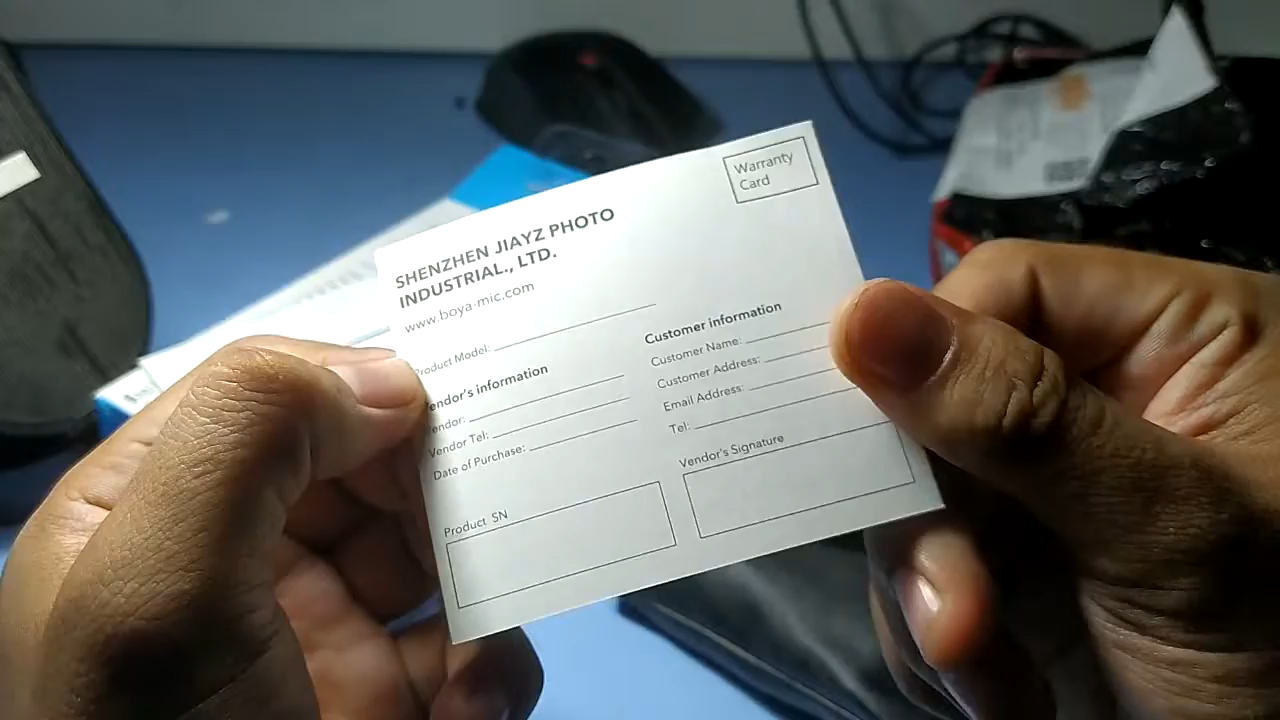 Warranty
Card
SHENZHEN JIAYZ PHOTO
INDUSTRIAL., LTD.
www.boya-mic.com
Product Model:
Vendor's information
Vendor:
Vendor Tel:
Date of Purchase:
Customer information
Customer Name:
Customer Address:
Email Address:
Tel:
Product SN
Vendor's Signature